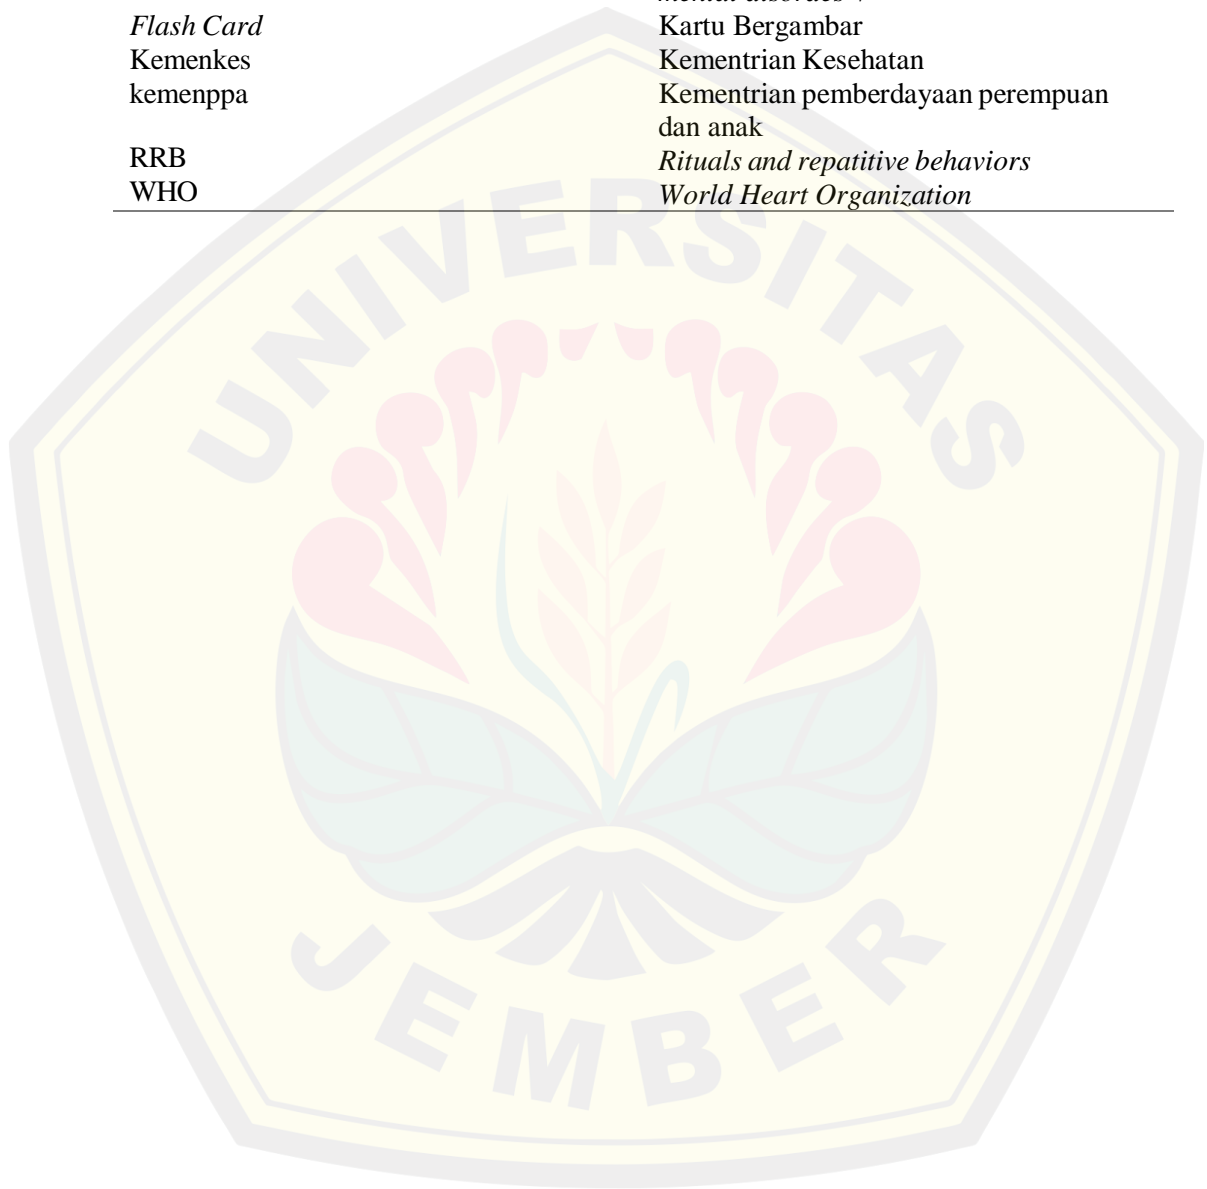 Flash Card Kartu Bergambar
Kemenkes Kementrian Kesehatan
kemenppa Kementrian pemberdayaan perempuan
dan anak
RRB Rituals and repatitive behaviors
WHO World Heart Organization
UNIVERSITAS
JEMBER